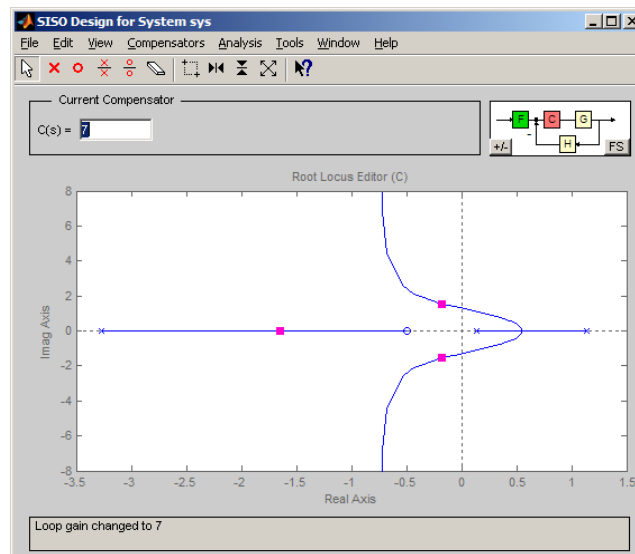 SISO Design for System sys
File Edit View Compensators Analysis Tools Window Help
Current Compensator
C(s) = 7
F C G
-
H
+/- FS
Root Locus Editor (C)
8
6
4
2
0
-2
-4
-6
-8
Imag Axis
-3.5 -3 -2.5 -2 -1.5 -1 -0.5 0 0.5 1 1.5
Real Axis
Loop gain changed to 7